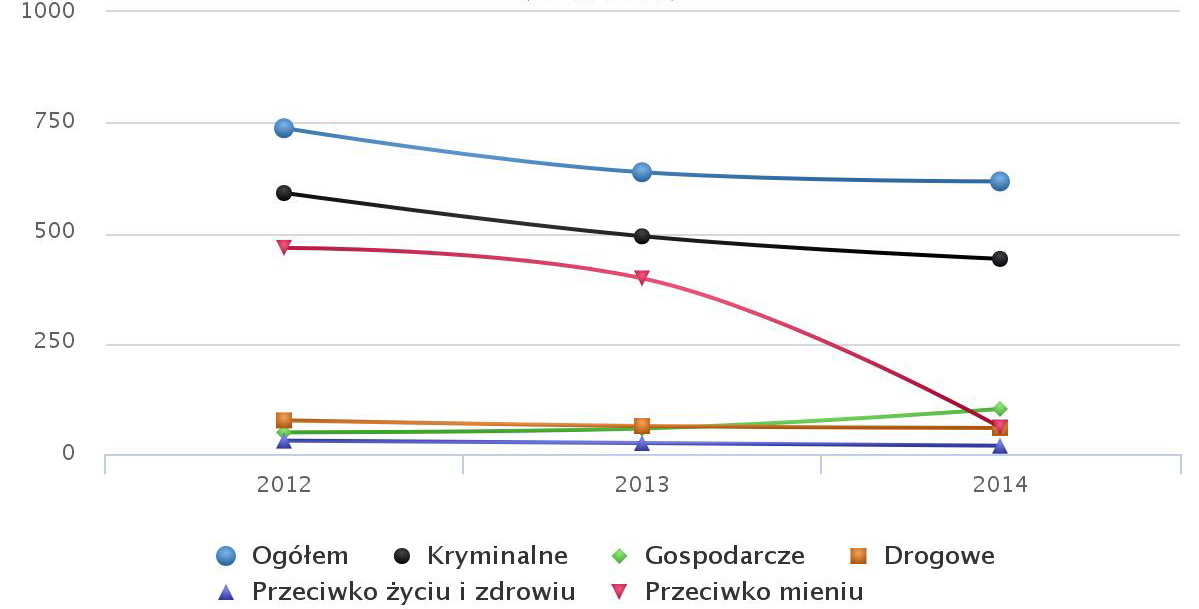 1000
750
500
250
0
2012 2013 2014
Ogółem Kryminalne Gospodarcze Drogowe
Przeciwko życiu i zdrowiu Przeciwko mieniu